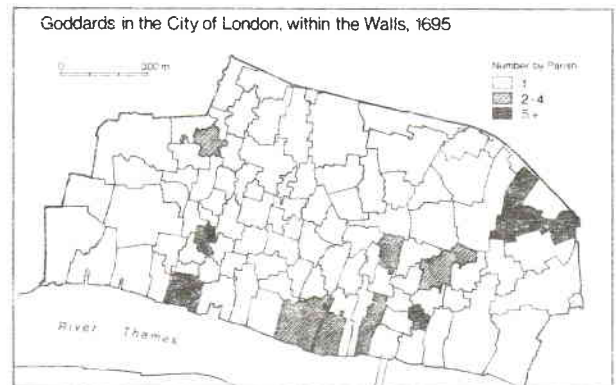 Goddards in the City of London, within the Walls, 1695
0 300 m
Number by Parish
1
2-4
5+
River Thames